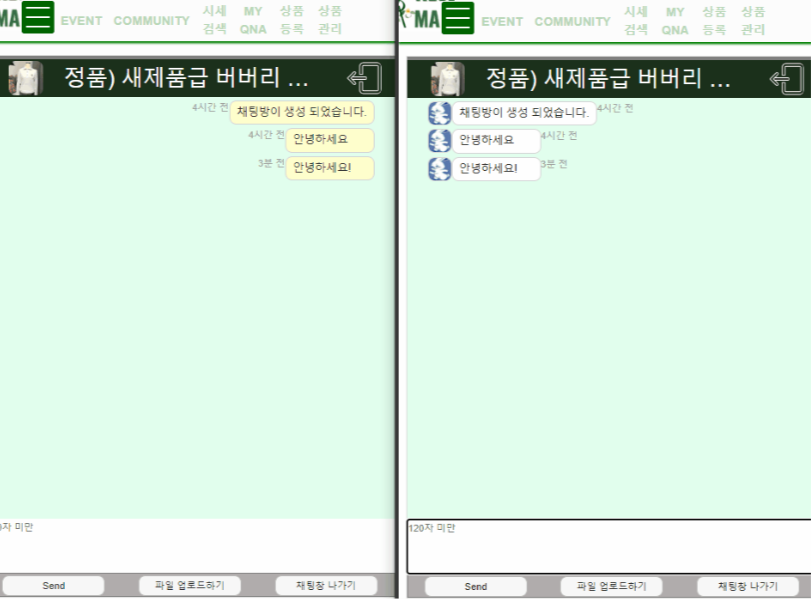 MA EVENT COMMUNITY 시세 검색 MY QNA 상품 등록 상품 관리
정품) 새제품급 버버리 ...
4시간 전 채팅방이 생성 되었습니다.
4시간 전 안녕하세요
3분 전 안녕하세요!
자 미만
Send 파일 업로드하기 채팅창 나가기
MA EVENT COMMUNITY 시세 검색 MY QNA 상품 등록 상품 관리
정품) 새제품급 버버리 ...
채팅방이 생성 되었습니다. 4시간 전
안녕하세요 4시간 전
안녕하세요! 3분 전
120자 미만
Send 파일 업로드하기 채팅창 나가기